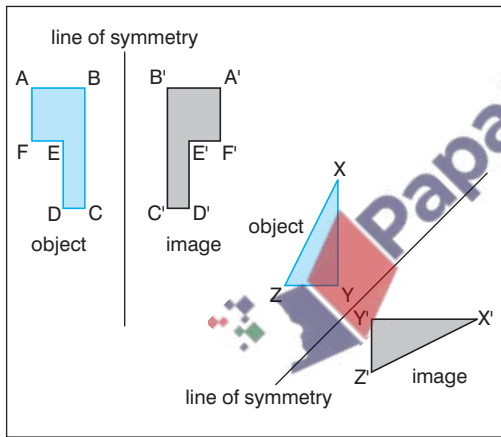 line of symmetry
A B B' A'
F E E' F'
D C C' D'
object image
X
object
Z Y
Y' X'
Z'
image
line of symmetry
Papa